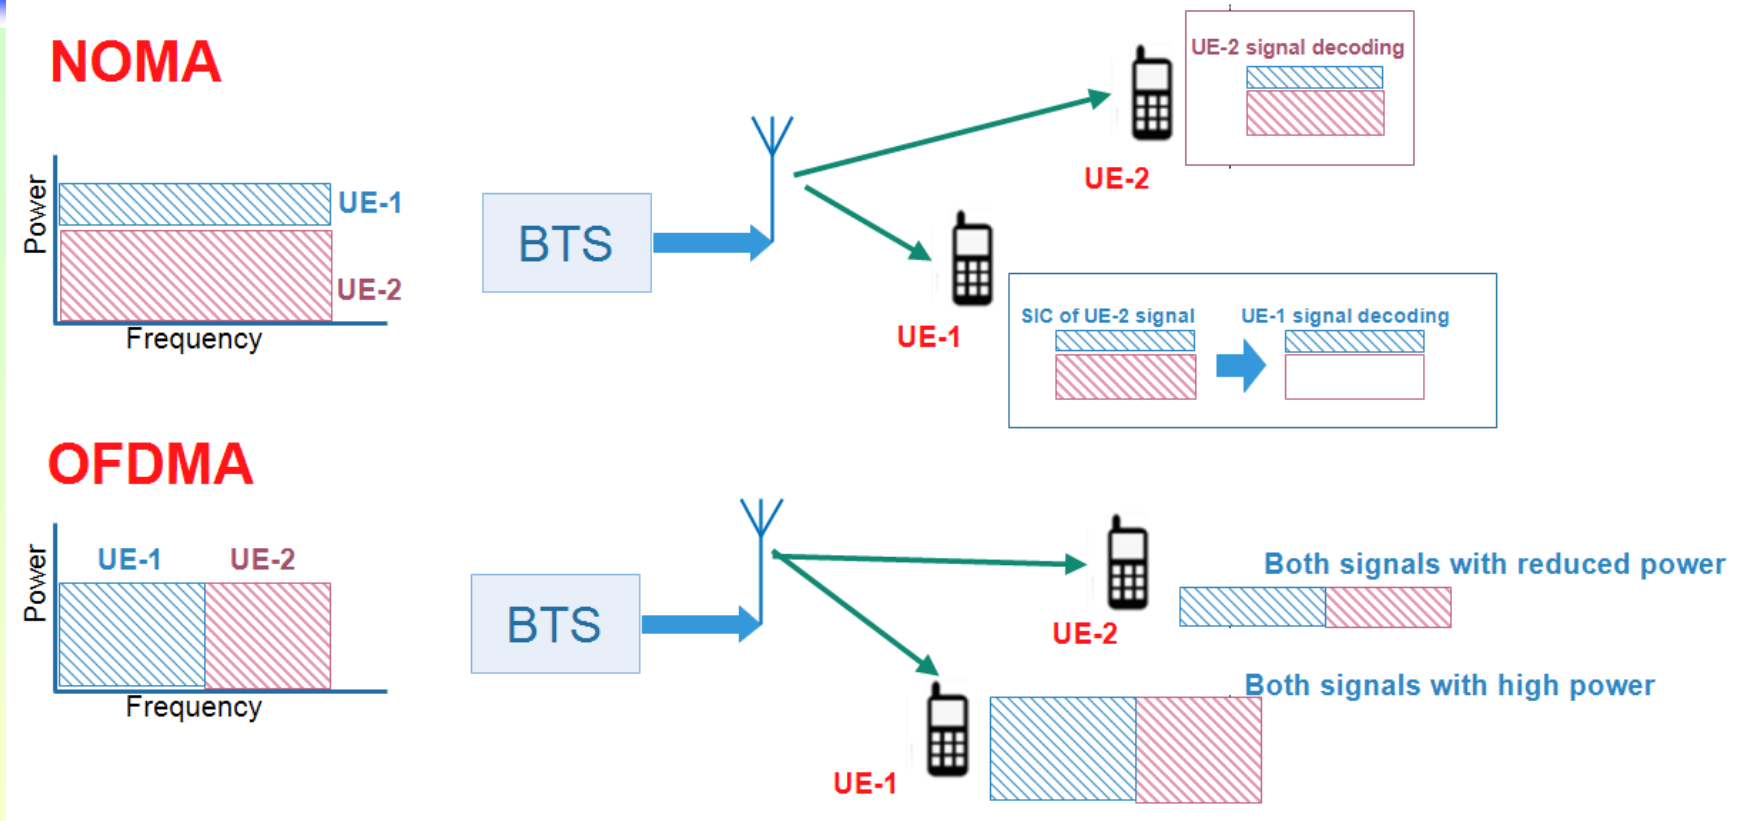 NOMA
UE-2 signal decoding
UE-2
Power
UE-1
UE-2
Frequency
BTS
UE-1
SIC of UE-2 signal
UE-1 signal decoding
OFDMA
UE-1
UE-2
Power
Frequency
BTS
UE-2
Both signals with reduced power
Both signals with high power
UE-1